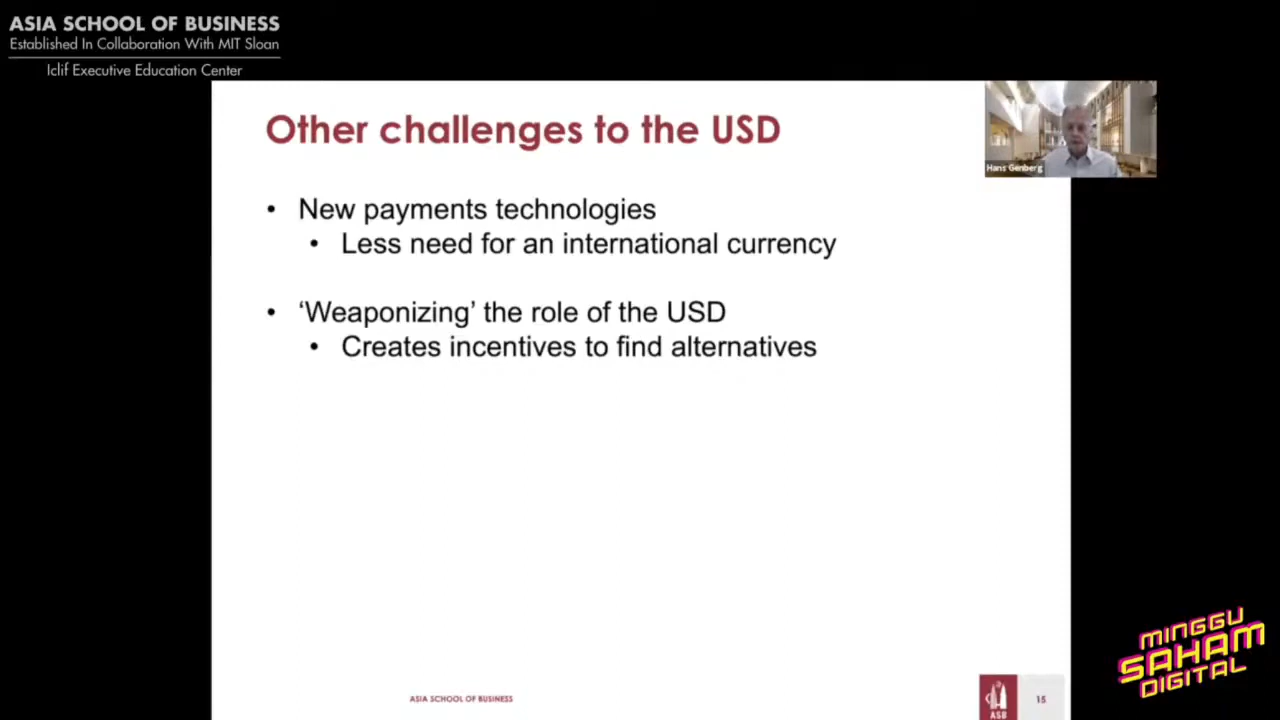 ASIA SCHOOL OF BUSINESS
Established In Collaboration With MIT Sloan
Iclif Executive Education Center
Other challenges to the USD
Hans Genberg
• New payments technologies
• Less need for an international currency
• ‘Weaponizing’ the role of the USD
• Creates incentives to find alternatives
MINGGU
SAHAM
DIGITAL
ASIA SCHOOL OF BUSINESS
ASB
15